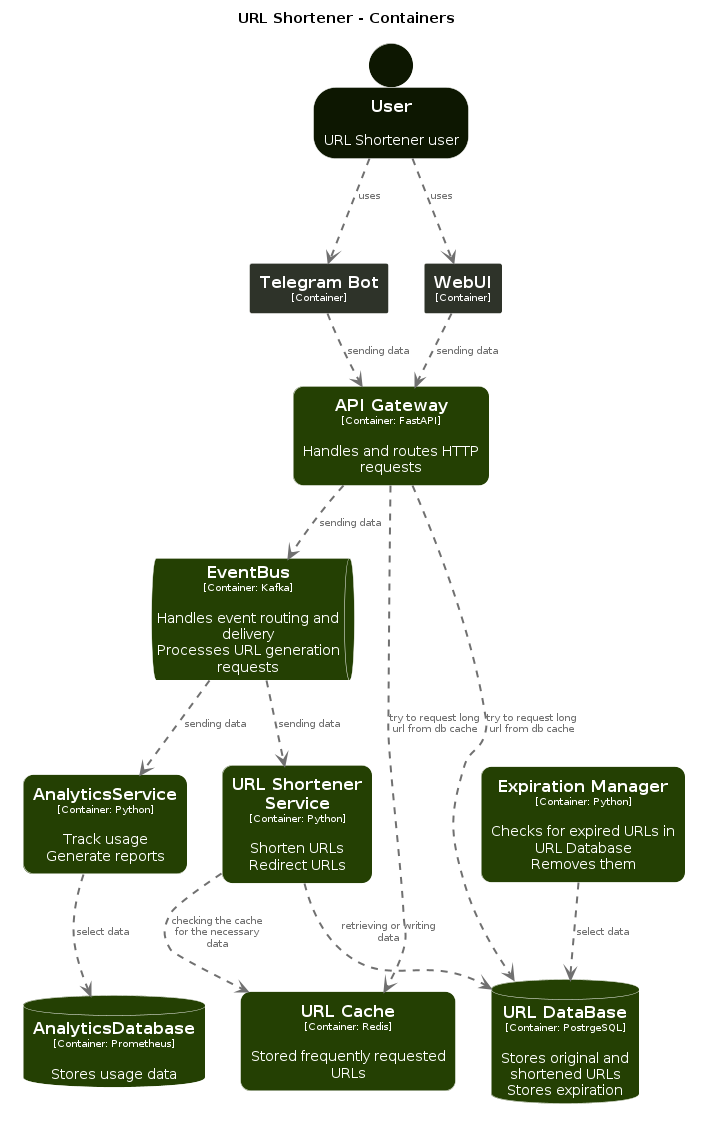 URL Shortener - Containers
User
URL Shortener user
uses
uses
Telegram Bot
[Container]
WebUI
[Container]
sending data
sending data
API Gateway
[Container: FastAPI]
Handles and routes HTTP
requests
sending data
EventBus
[Container: Kafka]
Handles event routing and
delivery
Processes URL generation
requests
sending data
sending data
try to request long
url from db cache
try to request long
url from db cache
AnalyticsService
[Container: Python]
Track usage
Generate reports
URL Shortener
Service
[Container: Python]
Shorten URLs
Redirect URLs
Expiration Manager
[Container: Python]
Checks for expired URLs in
URL Database
Removes them
select data
checking the cache
for the necessary
data
retrieving or writing
data
select data
AnalyticsDatabase
[Container: Prometheus]
Stores usage data
URL Cache
[Container: Redis]
Stored frequently requested
URLs
URL DataBase
[Container: PostrgeSQL]
Stores original and
shortened URLs
Stores expiration